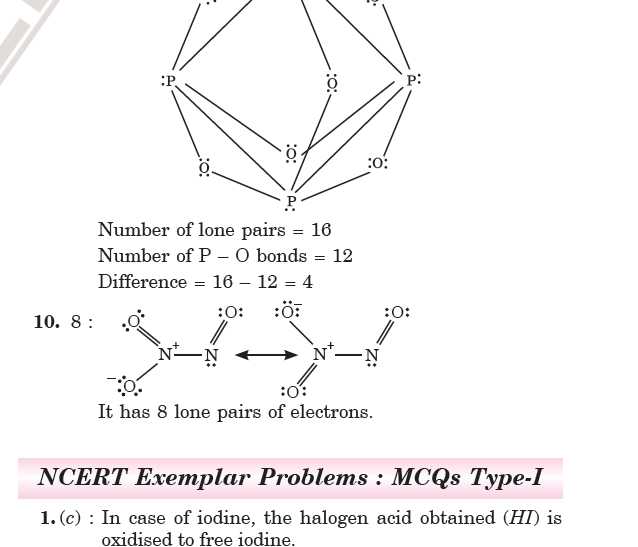 :P
Ö
P:
Ö
Ö
:O:
P
Number of lone pairs = 16
Number of P – O bonds = 12
Difference = 16 – 12 = 4
10. 8 :
O
:O:
:Ö:–
:O:
N+
N
N+
N
–
O
:O:
It has 8 lone pairs of electrons.
NCERT Exemplar Problems : MCQs Type-I
1. (c) : In case of iodine, the halogen acid obtained (HI) is
oxidised to free iodine.